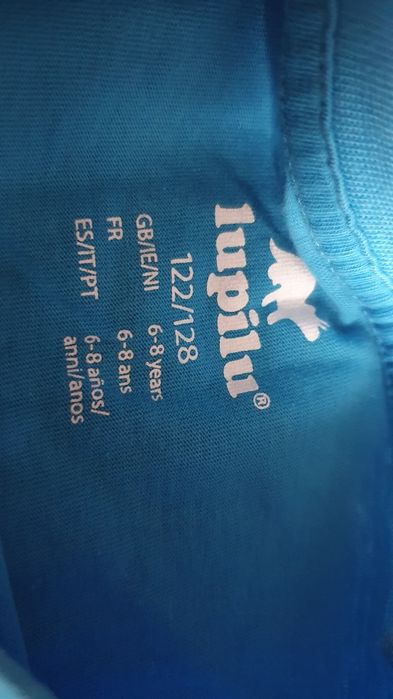 lupilu®
122/128
GB/IE/NI 6-8 years
FR 6-8 ans
ES/IT/PT 6-8 años/
anni/anos